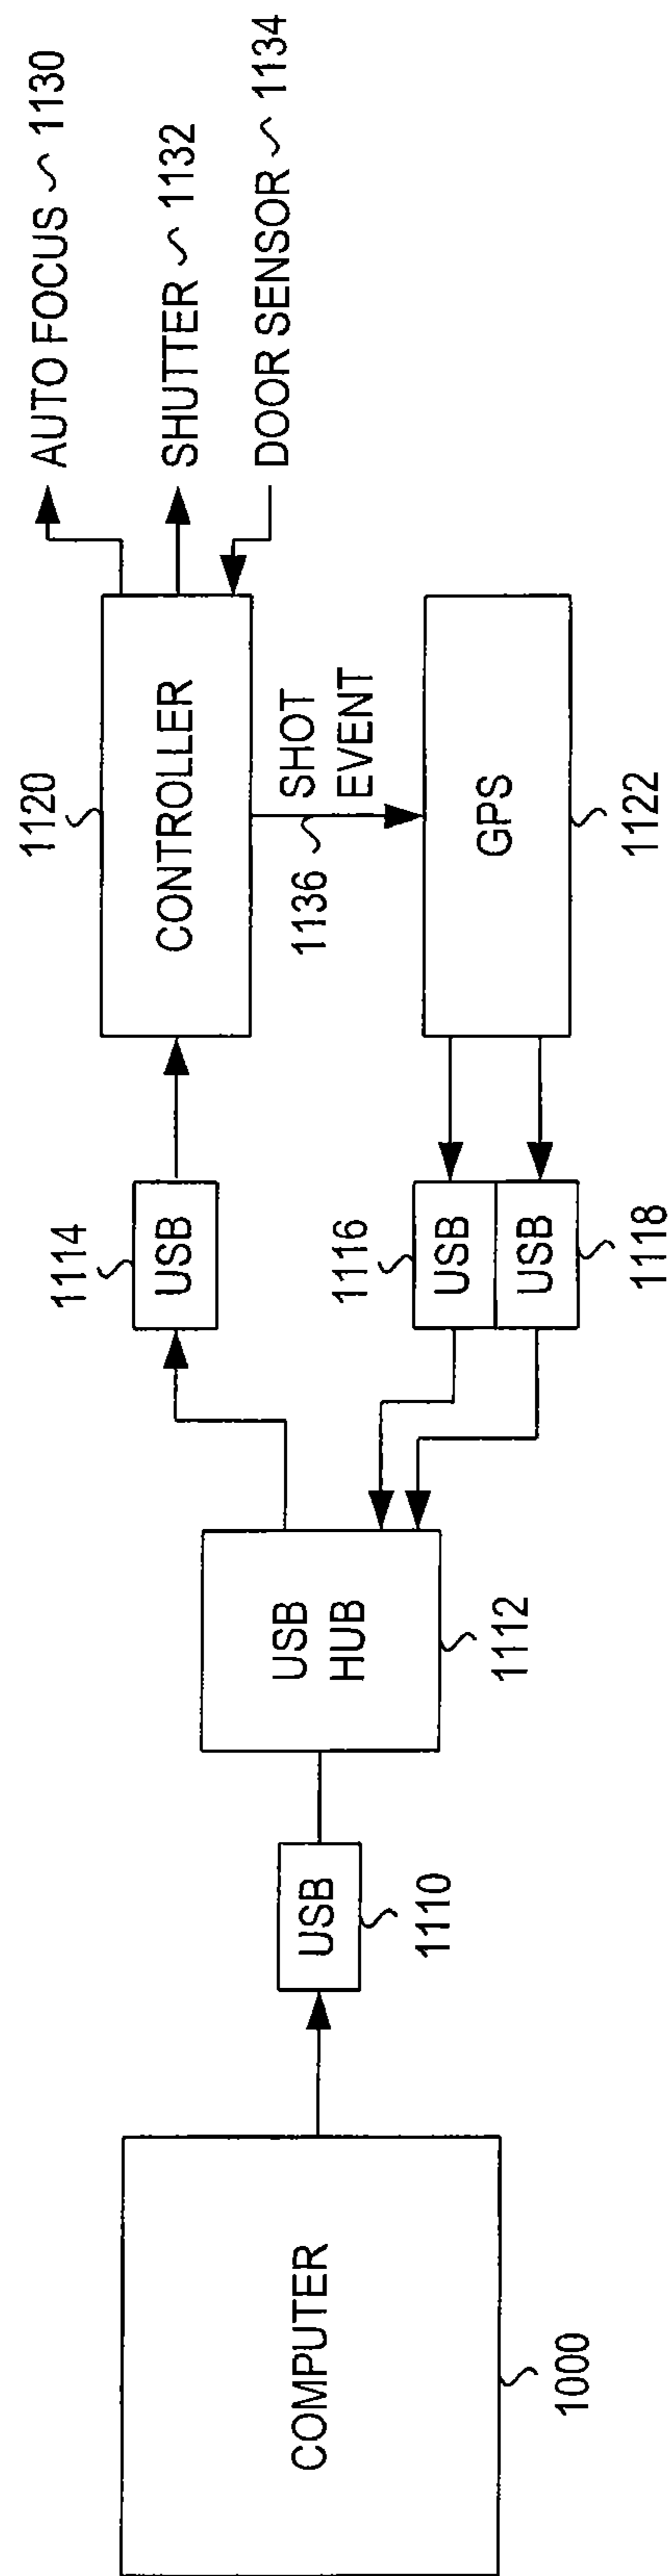 COMPUTER
1000
USB
1110
USB
HUB
1112
1114
USB
1116
USB
USB
1118
1120
CONTROLLER
1136
SHOT
EVENT
GPS
1122
AUTO FOCUS ~ 1130
SHUTTER ~ 1132
DOOR SENSOR ~ 1134